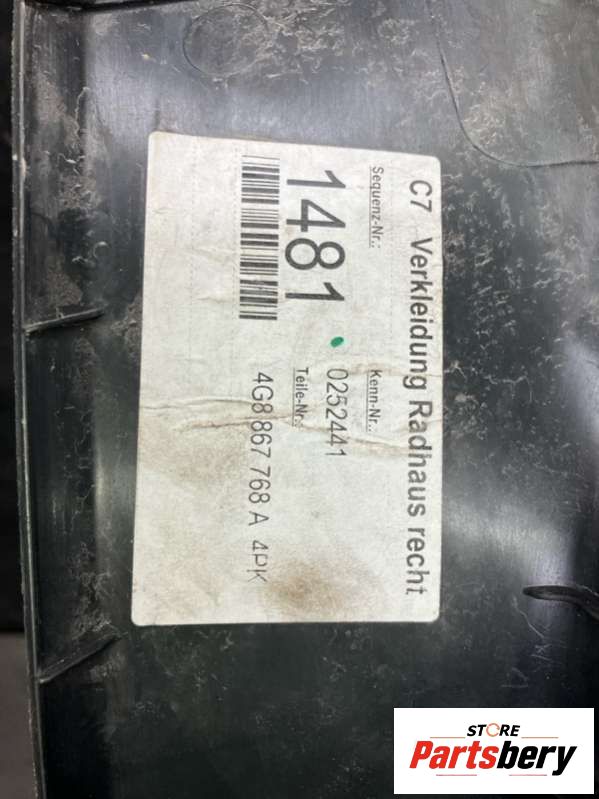 C7 Verkleidung Radhaus recht
Sequenz-Nr.: Kenn-Nr.:
1481 0252441
Teile-Nr.:
4G8 867 768 A 4PK
STORE
Partsbery